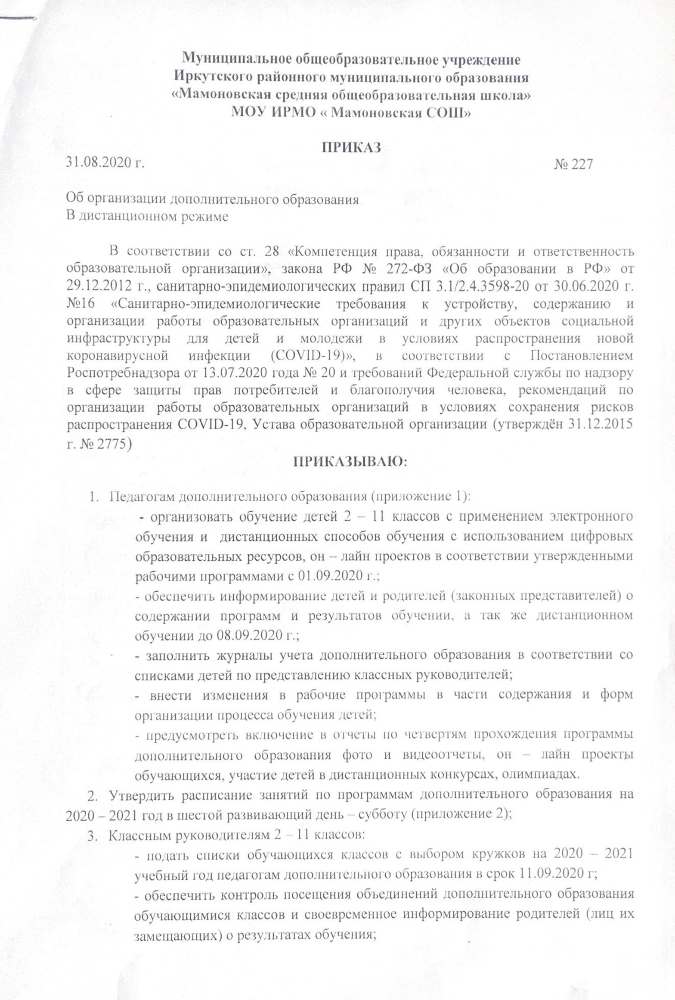 Муниципальное общеобразовательное учреждение
Иркутского районного муниципального образования
«Мамоновская средняя общеобразовательная школа»
МОУ ИРМО « Мамоновская СОШ»
ПРИКАЗ
31.08.2020 г. № 227
Об организации дополнительного образования
В дистанционном режиме
В соответствии со ст. 28 «Компетенция права, обязанности и ответственность
образовательной организации», закона РФ № 272-ФЗ «Об образовании в РФ» от
29.12.2012 г., санитарно-эпидемиологических правил СП 3.1/2.4.3598-20 от 30.06.2020 г.
№16 «Санитарно-эпидемиологические требования к устройству, содержанию и
организации работы образовательных организаций и других объектов социальной
инфраструктуры для детей и молодежи в условиях распространения новой
коронавирусной инфекции (COVID-19)», в соответствии с Постановлением
Роспотребнадзора от 13.07.2020 года № 20 и требований Федеральной службы по надзору
в сфере защиты прав потребителей и благополучия человека, рекомендаций по
организации работы образовательных организаций в условиях сохранения рисков
распространения COVID-19, Устава образовательной организации (утверждён 31.12.2015
г. № 2775)
ПРИКАЗЫВАЮ:
1. Педагогам дополнительного образования (приложение 1):
- организовать обучение детей 2 – 11 классов с применением электронного
обучения и дистанционных способов обучения с использованием цифровых
образовательных ресурсов, он – лайн проектов в соответствии утвержденными
рабочими программами с 01.09.2020 г.;
- обеспечить информирование детей и родителей (законных представителей) о
содержании программ и результатов обучении, а так же дистанционном
обучении до 08.09.2020 г.;
- заполнить журналы учета дополнительного образования в соответствии со
списками детей по представлению классных руководителей;
- внести изменения в рабочие программы в части содержания и форм
организации процесса обучения детей;
- предусмотреть включение в отчеты по четвертям прохождения программы
дополнительного образования фото и видеоотчеты, он – лайн проекты
обучающихся, участие детей в дистанционных конкурсах, олимпиадах.
2. Утвердить расписание занятий по программам дополнительного образования на
2020 – 2021 год в шестой развивающий день – субботу (приложение 2);
3. Классным руководителям 2 – 11 классов:
- подать списки обучающихся классов с выбором кружков на 2020 – 2021
учебный год педагогам дополнительного образования в срок 11.09.2020 г;
- обеспечить контроль посещения объединений дополнительного образования
обучающимися классов и своевременное информирование родителей (лиц их
замещающих) о результатах обучения;